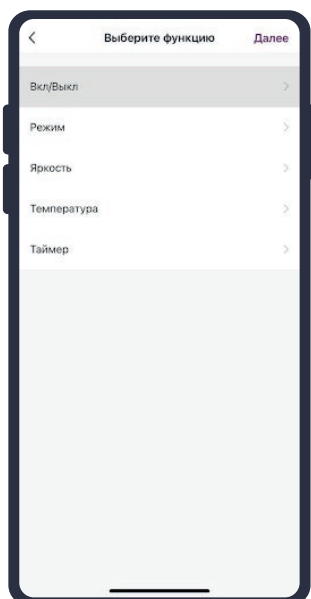 Выберите функцию Далее
Вкл/Выкл
Режим
Яркость
Температура
Таймер